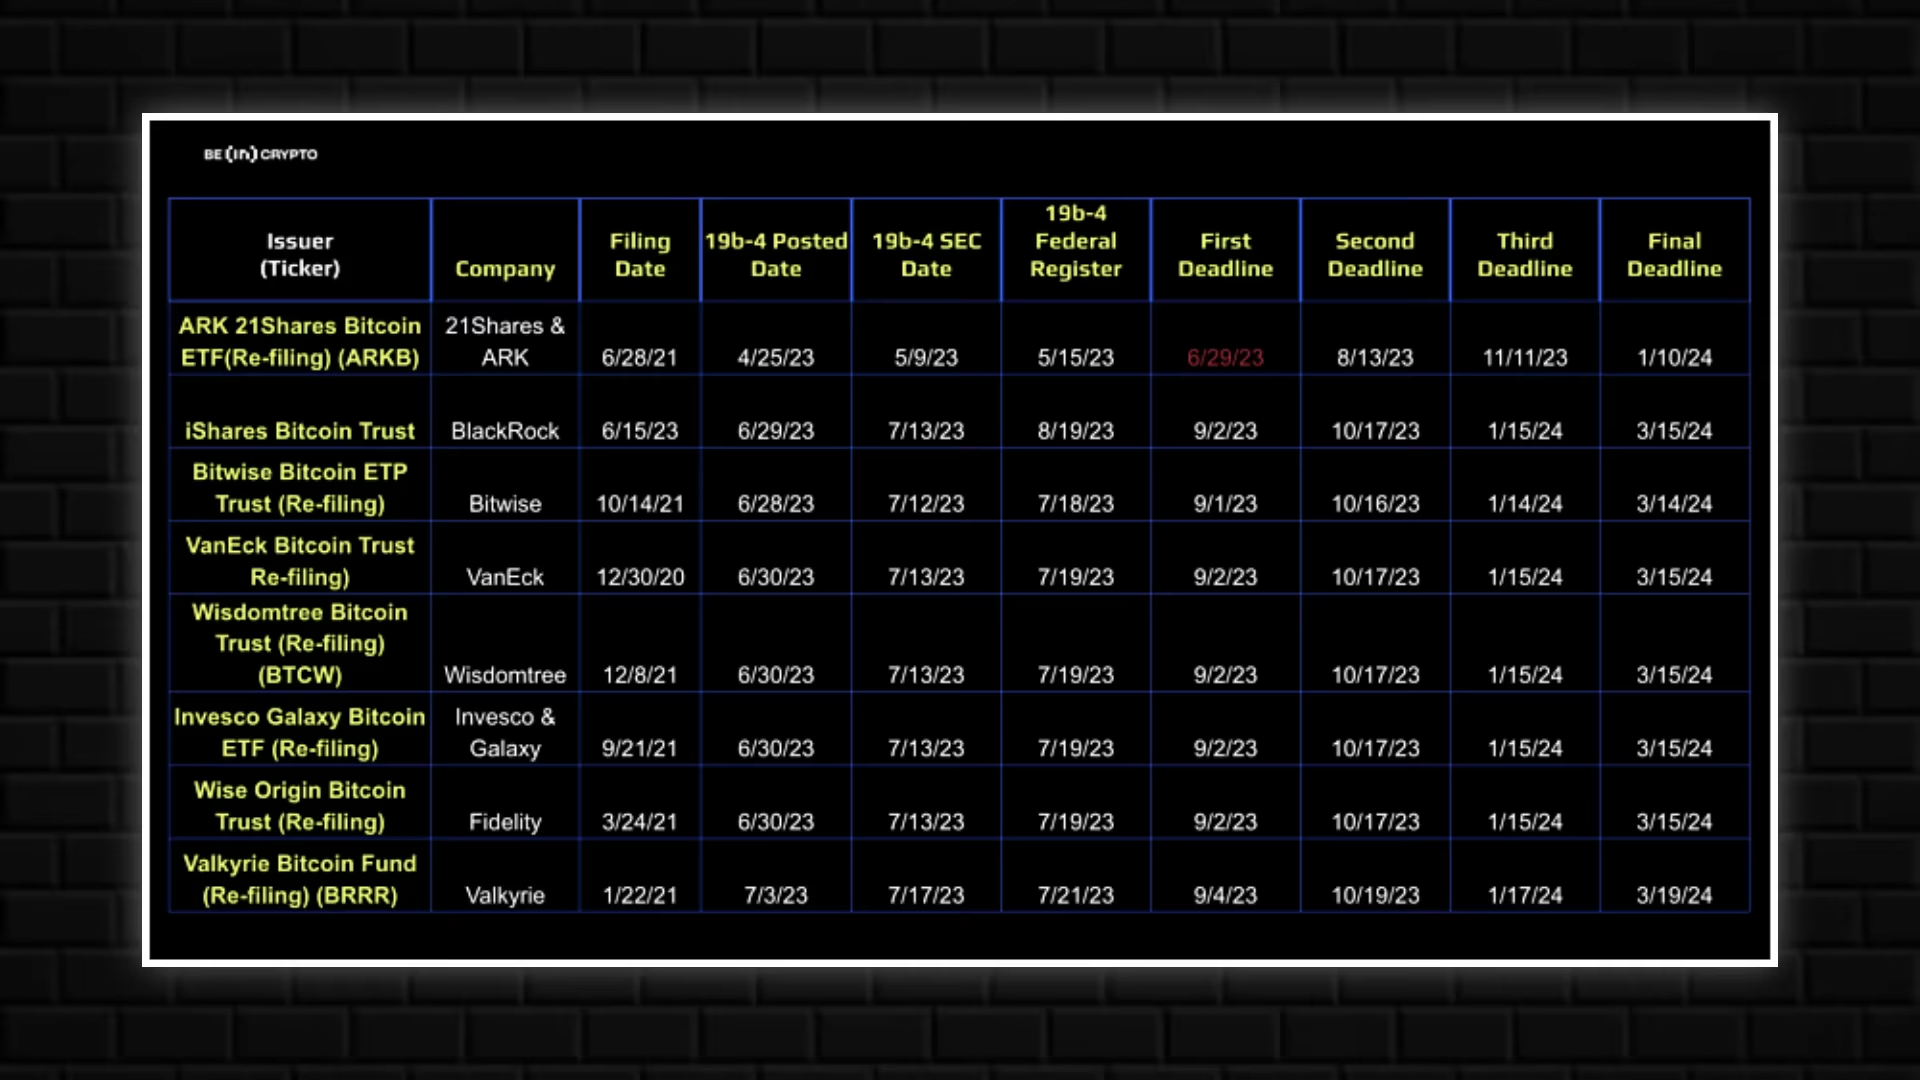 BE(IN)CRYPTO
Issuer
(Ticker)
Company
Filing
Date
19b-4 Posted
Date
19b-4 SEC
Date
19b-4
Federal
Register
First
Deadline
Second
Deadline
Third
Deadline
Final
Deadline
ARK 21Shares Bitcoin
ETF(Re-filing) (ARKB)
21Shares &
ARK
6/28/21
4/25/23
5/9/23
5/15/23
6/29/23
8/13/23
11/11/23
1/10/24
iShares Bitcoin Trust
BlackRock
6/15/23
6/29/23
7/13/23
8/19/23
9/2/23
10/17/23
1/15/24
3/15/24
Bitwise Bitcoin ETP
Trust (Re-filing)
Bitwise
10/14/21
6/28/23
7/12/23
7/18/23
9/1/23
10/16/23
1/14/24
3/14/24
VanEck Bitcoin Trust
Re-filing)
VanEck
12/30/20
6/30/23
7/13/23
7/19/23
9/2/23
10/17/23
1/15/24
3/15/24
Wisdomtree Bitcoin
Trust (Re-filing)
(BTCW)
Wisdomtree
12/8/21
6/30/23
7/13/23
7/19/23
9/2/23
10/17/23
1/15/24
3/15/24
Invesco Galaxy Bitcoin
ETF (Re-filing)
Invesco &
Galaxy
9/21/21
6/30/23
7/13/23
7/19/23
9/2/23
10/17/23
1/15/24
3/15/24
Wise Origin Bitcoin
Trust (Re-filing)
Fidelity
3/24/21
6/30/23
7/13/23
7/19/23
9/2/23
10/17/23
1/15/24
3/15/24
Valkyrie Bitcoin Fund
(Re-filing) (BRRR)
Valkyrie
1/22/21
7/3/23
7/17/23
7/21/23
9/4/23
10/19/23
1/17/24
3/19/24